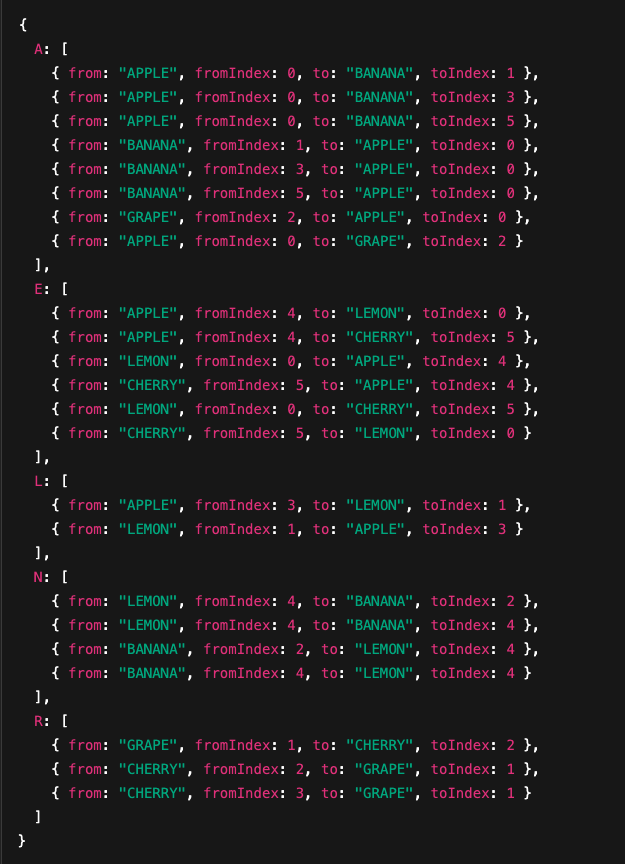 {
  A: [
    { from: "APPLE", fromIndex: 0, to: "BANANA", toIndex: 1 },
    { from: "APPLE", fromIndex: 0, to: "BANANA", toIndex: 3 },
    { from: "APPLE", fromIndex: 0, to: "BANANA", toIndex: 5 },
    { from: "BANANA", fromIndex: 1, to: "APPLE", toIndex: 0 },
    { from: "BANANA", fromIndex: 3, to: "APPLE", toIndex: 0 },
    { from: "BANANA", fromIndex: 5, to: "APPLE", toIndex: 0 },
    { from: "GRAPE", fromIndex: 2, to: "APPLE", toIndex: 0 },
    { from: "APPLE", fromIndex: 0, to: "GRAPE", toIndex: 2 }
  ],
  E: [
    { from: "APPLE", fromIndex: 4, to: "LEMON", toIndex: 0 },
    { from: "APPLE", fromIndex: 4, to: "CHERRY", toIndex: 5 },
    { from: "LEMON", fromIndex: 0, to: "APPLE", toIndex: 4 },
    { from: "CHERRY", fromIndex: 5, to: "APPLE", toIndex: 4 },
    { from: "LEMON", fromIndex: 0, to: "CHERRY", toIndex: 5 },
    { from: "CHERRY", fromIndex: 5, to: "LEMON", toIndex: 0 }
  ],
  L: [
    { from: "APPLE", fromIndex: 3, to: "LEMON", toIndex: 1 },
    { from: "LEMON", fromIndex: 1, to: "APPLE", toIndex: 3 }
  ],
  N: [
    { from: "LEMON", fromIndex: 4, to: "BANANA", toIndex: 2 },
    { from: "LEMON", fromIndex: 4, to: "BANANA", toIndex: 4 },
    { from: "BANANA", fromIndex: 2, to: "LEMON", toIndex: 4 },
    { from: "BANANA", fromIndex: 4, to: "LEMON", toIndex: 4 }
  ],
  R: [
    { from: "GRAPE", fromIndex: 1, to: "CHERRY", toIndex: 2 },
    { from: "CHERRY", fromIndex: 2, to: "GRAPE", toIndex: 1 },
    { from: "CHERRY", fromIndex: 3, to: "GRAPE", toIndex: 1 }
  ]
}